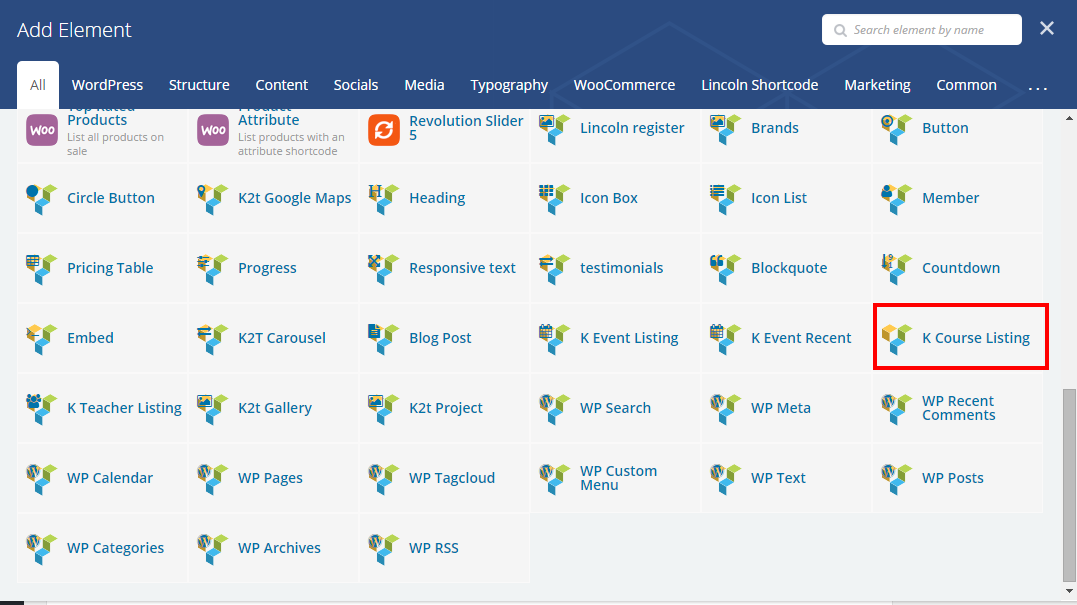 Add Element
Search element by name
All WordPress Structure Content Socials Media Typography WooCommerce Lincoln Shortcode Marketing Common ...
Top Rated
Products
List all products on
sale
Product
Attribute
List products with an
attribute shortcode
Revolution Slider
5
Lincoln register
Brands
Button
Circle Button
K2t Google Maps
Heading
Icon Box
Icon List
Member
Pricing Table
Progress
Responsive text
testimonials
Blockquote
Countdown
Embed
K2T Carousel
Blog Post
K Event Listing
K Event Recent
K Course Listing
K Teacher Listing
K2t Gallery
K2t Project
WP Search
WP Meta
WP Recent
Comments
WP Calendar
WP Pages
WP Tagcloud
WP Custom
Menu
WP Text
WP Posts
WP Categories
WP Archives
WP RSS